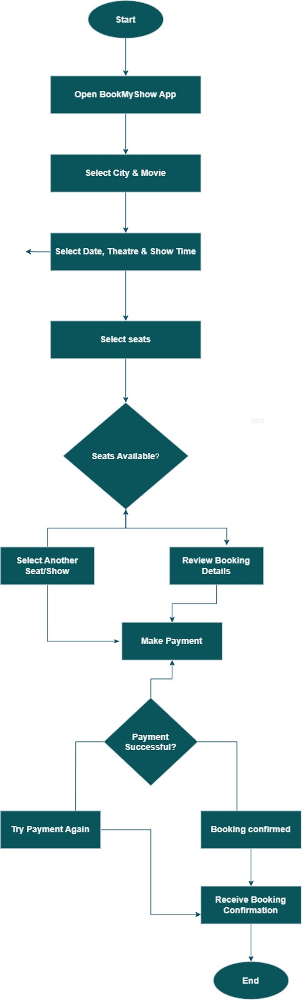 Start
Open BookMyShow App
Select City & Movie
Select Date, Theatre & Show Time
Select seats
Text
Seats Available?
Select Another
Seat/Show
Review Booking
Details
Make Payment
Payment
Successful?
Try Payment Again
Booking confirmed
Receive Booking
Confirmation
End